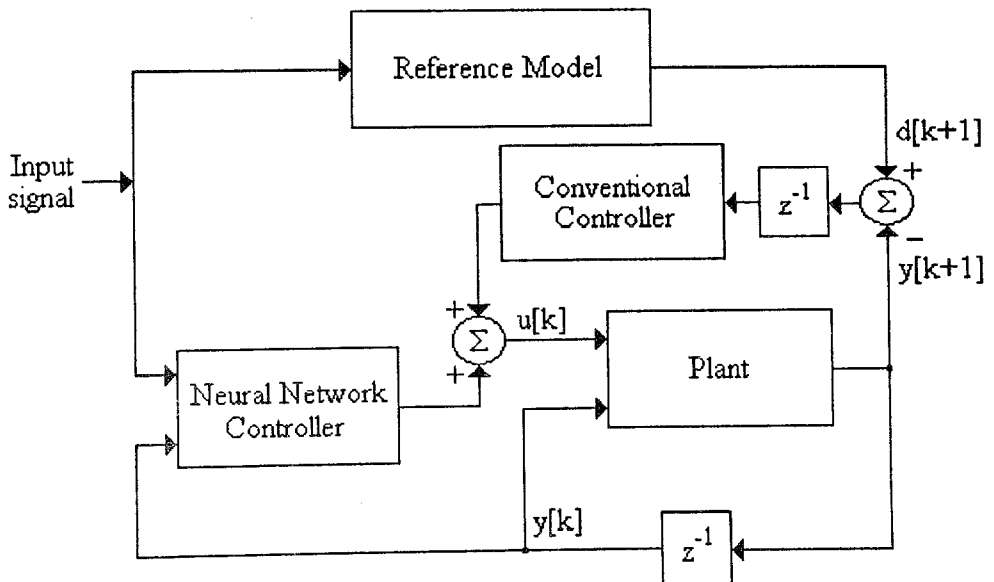 Reference Model
d[k+1]
Input
signal
Conventional
Controller
z⁻¹
+
Σ
−
y[k+1]
+
u[k]
Σ
+
Plant
Neural Network
Controller
y[k]
z⁻¹